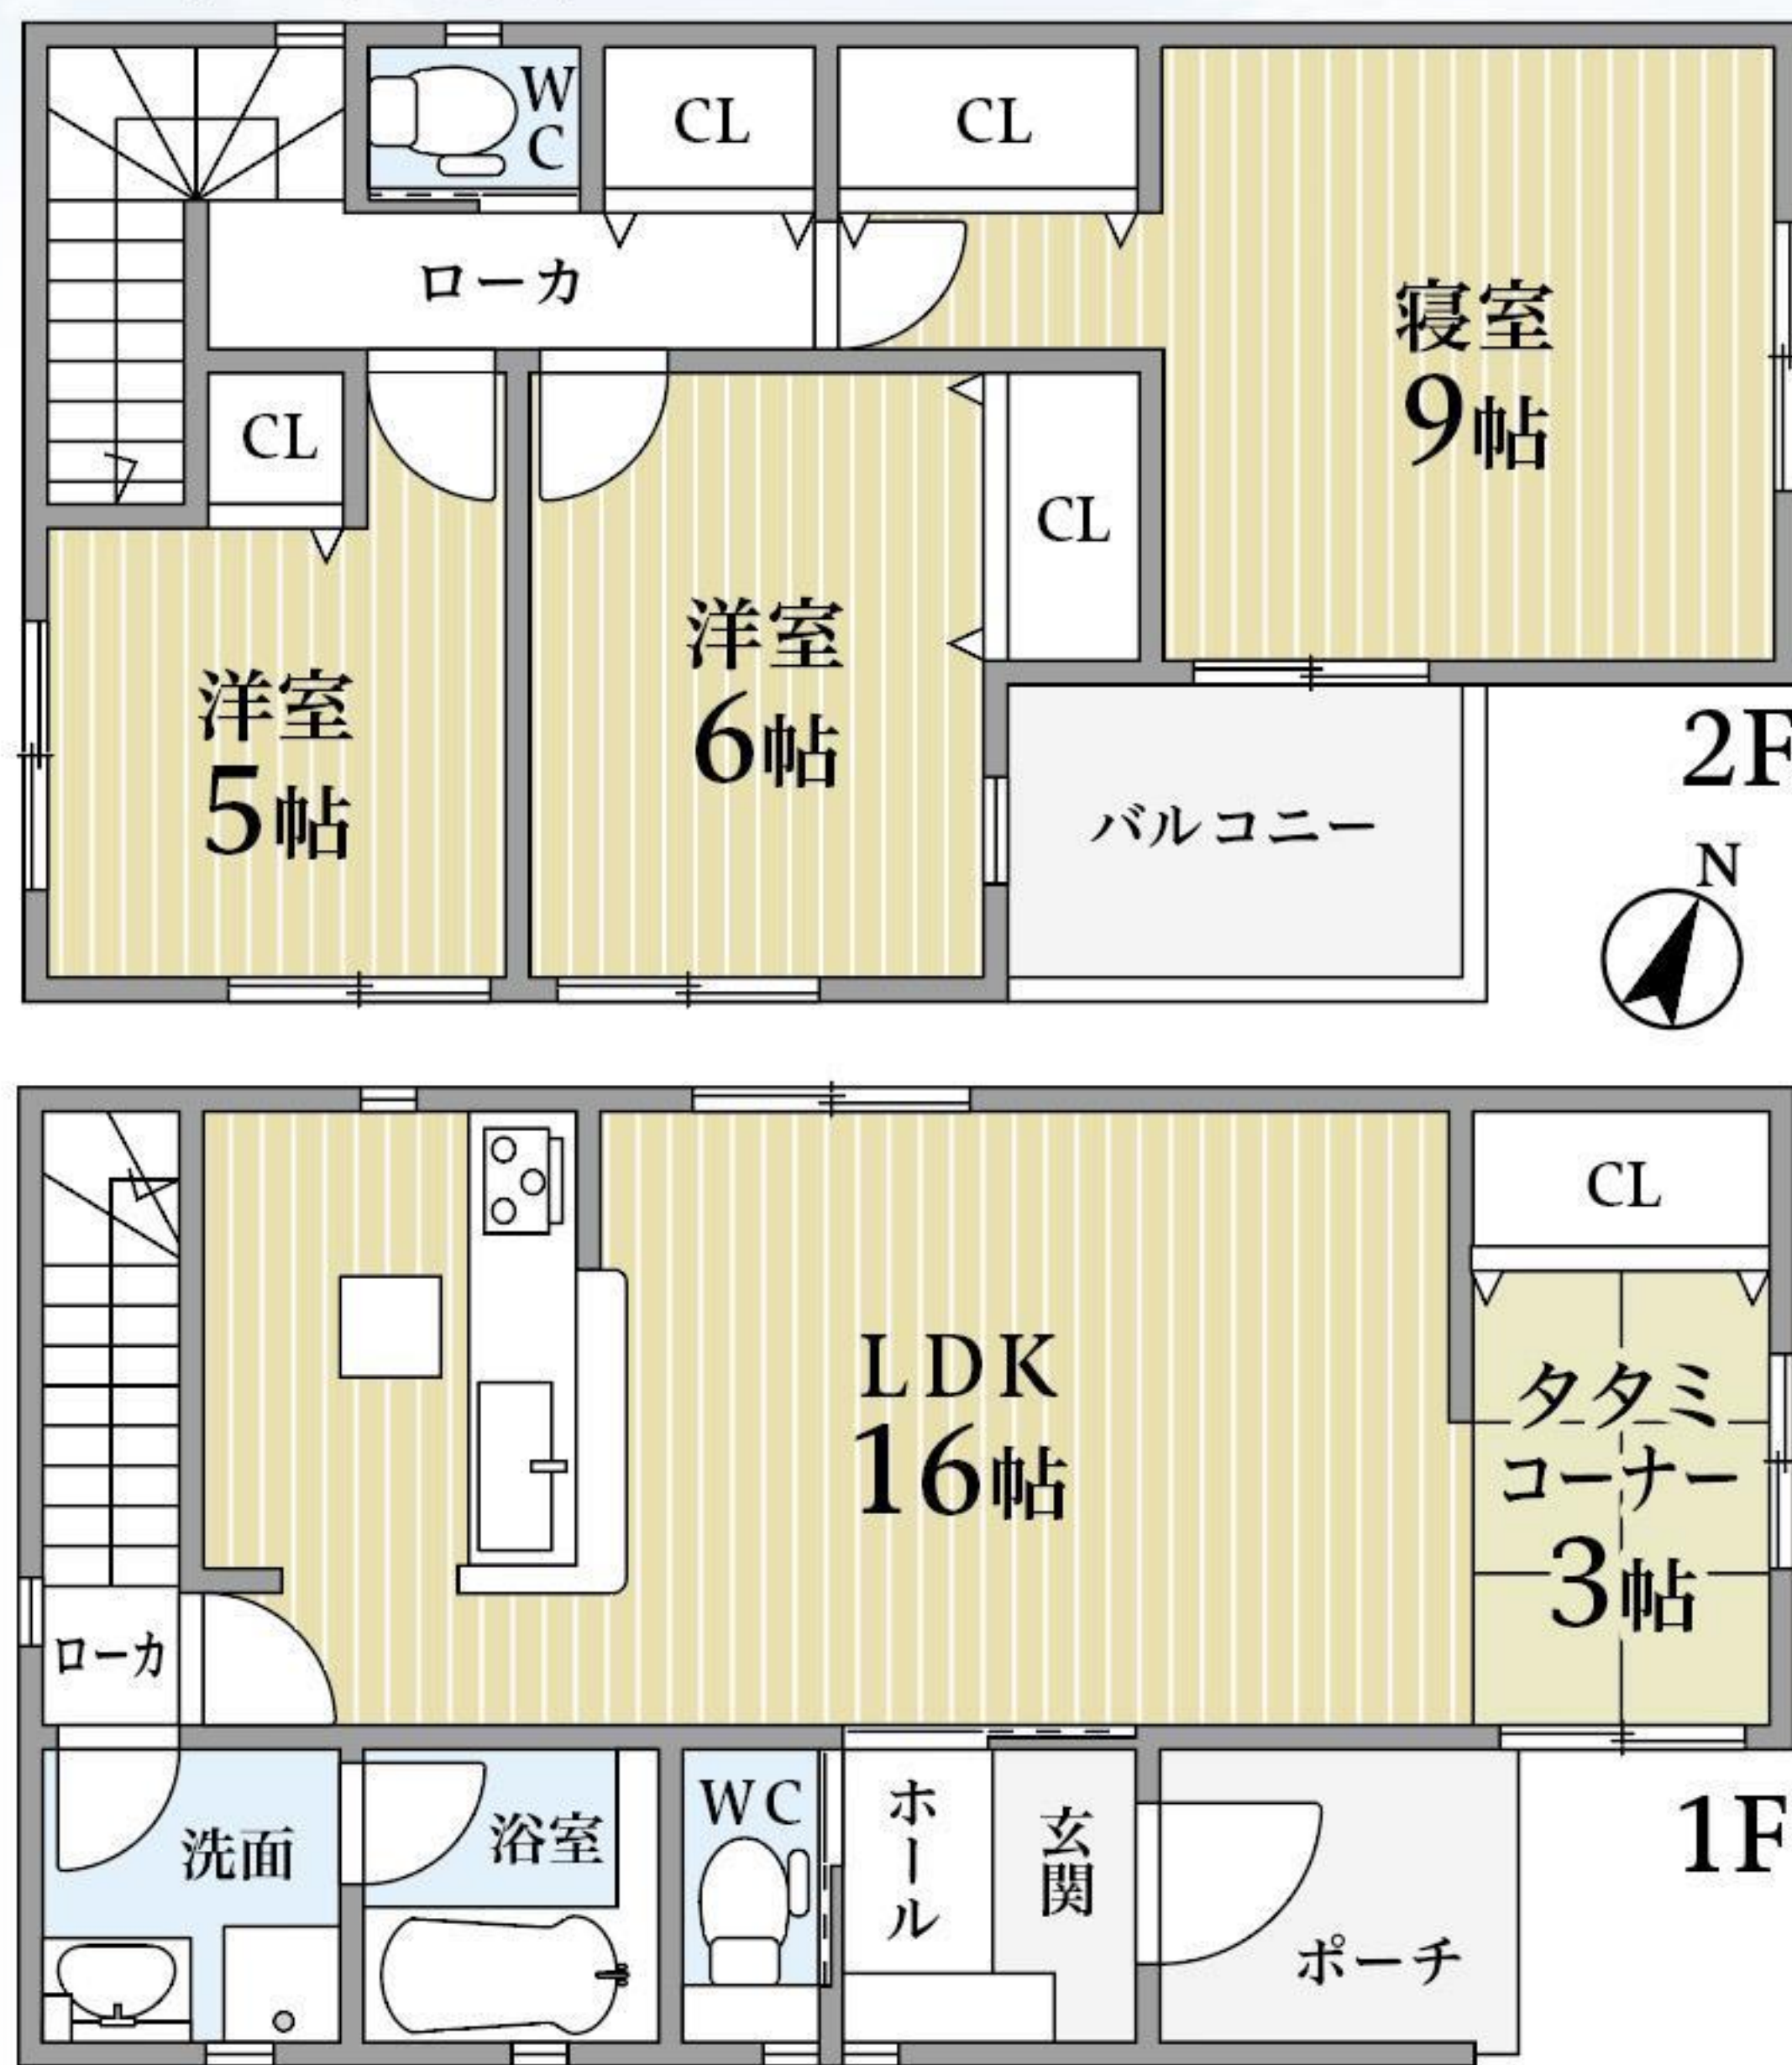 WC
CL
CL
ローカ
寝室
9帖
CL
CL
洋室
6帖
洋室
5帖
バルコニー
2F
N
CL
LDK
16帖
タタミ
コーナー
3帖
ローカ
洗面
浴室
WC
ホール
玄関
ポーチ
1F